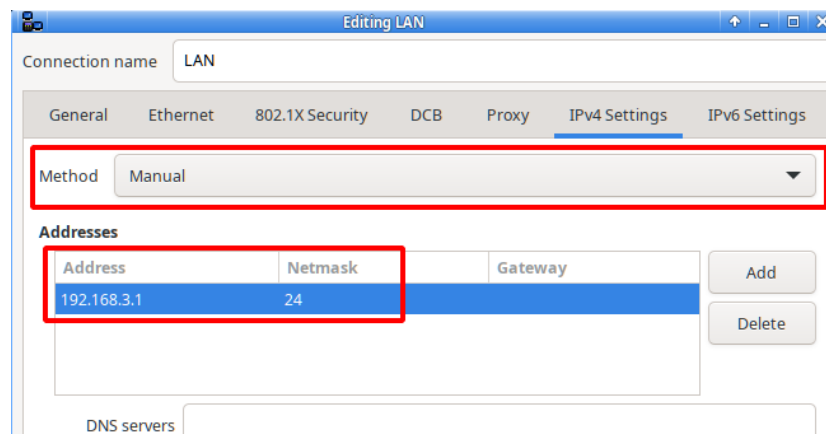 Editing LAN
Connection name LAN
General Ethernet 802.1X Security DCB Proxy IPv4 Settings IPv6 Settings
Method Manual
Addresses
Address Netmask Gateway Add
192.168.3.1 24
Delete
DNS servers